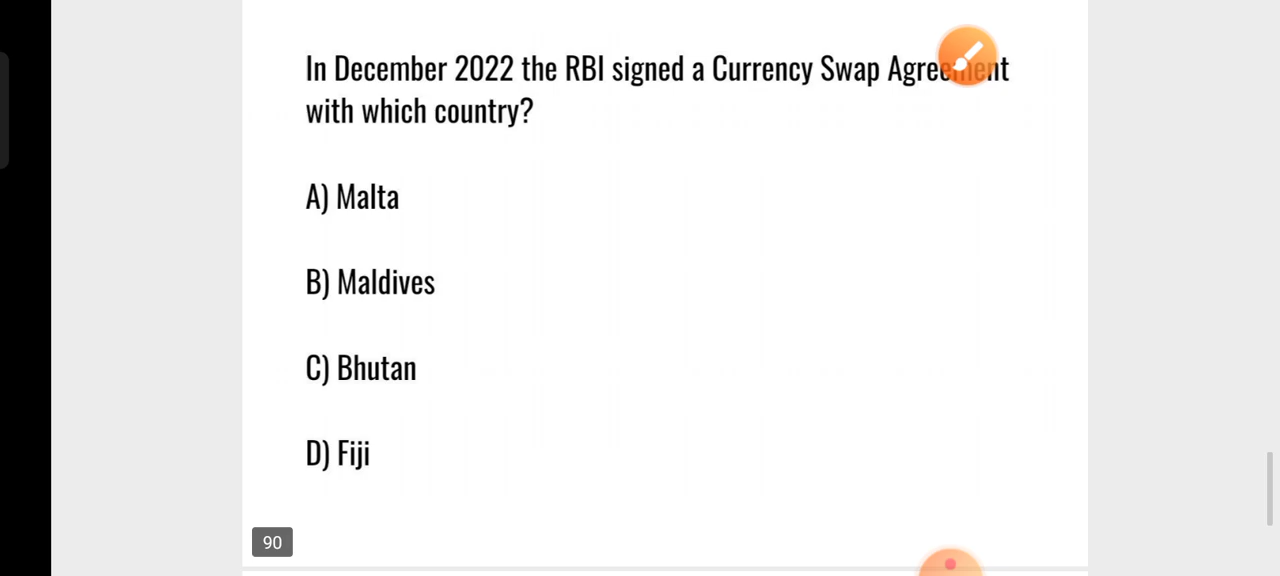 In December 2022 the RBI signed a Currency Swap Agreement
with which country?
A) Malta
B) Maldives
C) Bhutan
D) Fiji
90